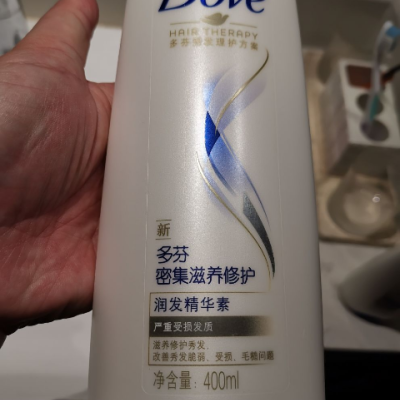 Dove
HAIR THERAPY
多芬秀发理护方案
新
多芬
密集滋养修护
润发精华素
严重受损发质
滋养修护秀发，
改善秀发脆弱、受损、毛糙问题
净含量：400ml